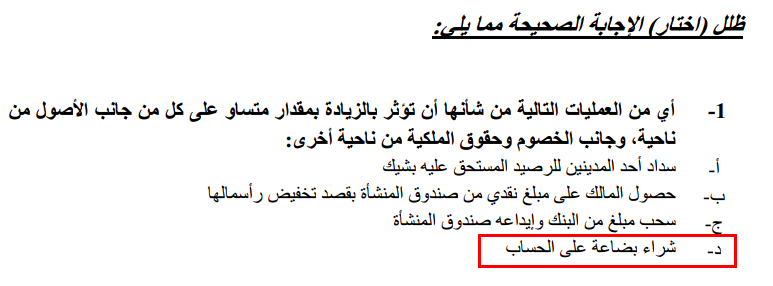 ظلل (اختار) الإجابة الصحيحة مما يلي:
1- أي من العمليات التالية من شأنها أن تؤثر بالزيادة بمقدار متساو على كل من جانب الأصول من
ناحية، وجانب الخصوم وحقوق الملكية من ناحية أخرى:
أ- سداد أحد المدينين للرصيد المستحق عليه بشيك
ب- حصول المالك على مبلغ نقدي من صندوق المنشأة بقصد تخفيض رأسمالها
ج- سحب مبلغ من البنك وإيداعه صندوق المنشأة
د- شراء بضاعة على الحساب